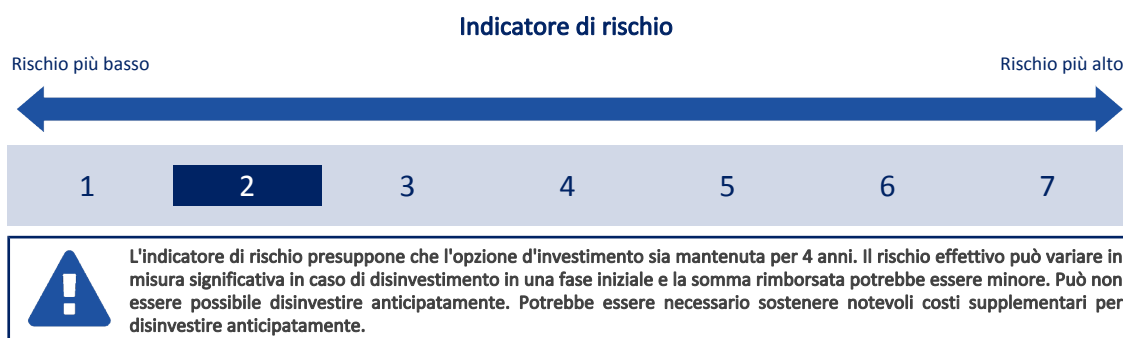 Indicatore di rischio
Rischio più basso
Rischio più alto
1 2 3 4 5 6 7
L'indicatore di rischio presuppone che l'opzione d'investimento sia mantenuta per 4 anni. Il rischio effettivo può variare in
misura significativa in caso di disinvestimento in una fase iniziale e la somma rimborsata potrebbe essere minore. Può non
essere possibile disinvestire anticipatamente. Potrebbe essere necessario sostenere notevoli costi supplementari per
disinvestire anticipatamente.